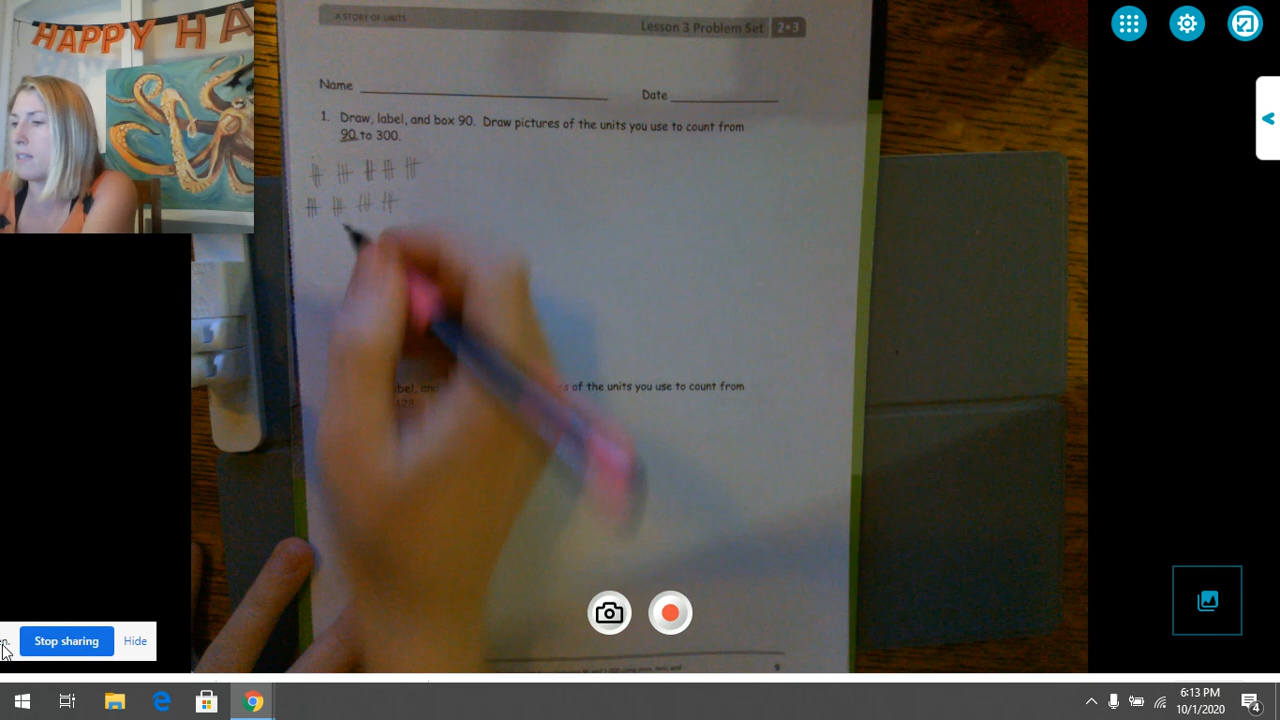 HAPPY HA
A STORY OF UNITS
Lesson 3 Problem Set 2•3
Name
Date
1. Draw, label, and box 90. Draw pictures of the units you use to count from
90 to 300.
of the units you use to count from
Stop sharing
Hide
6:13 PM
10/1/2020
4
9